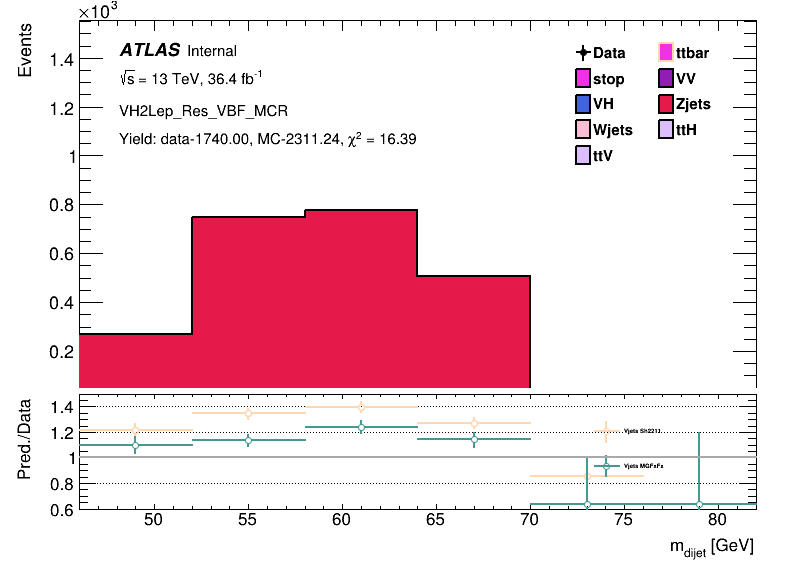 ×10³
Events
1.4
1.2
1
0.8
0.6
0.4
0.2
ATLAS Internal
√s = 13 TeV, 36.4 fb⁻¹
VH2Lep_Res_VBF_MCR
Yield: data-1740.00, MC-2311.24, χ² = 16.39
Data ttbar
stop VV
VH Zjets
Wjets ttH
ttV
Pred./Data
1.4
1.2
1
0.8
0.6
Vjets Sh2211
Vjets MGFxFx
50 55 60 65 70 75 80
m_dijet [GeV]